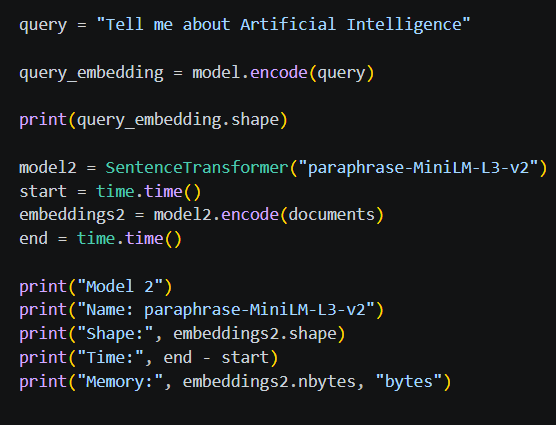 query = "Tell me about Artificial Intelligence"
query_embedding = model.encode(query)
print(query_embedding.shape)
model2 = SentenceTransformer("paraphrase-MiniLM-L3-v2")
start = time.time()
embeddings2 = model2.encode(documents)
end = time.time()
print("Model 2")
print("Name: paraphrase-MiniLM-L3-v2")
print("Shape:", embeddings2.shape)
print("Time:", end - start)
print("Memory:", embeddings2.nbytes, "bytes")